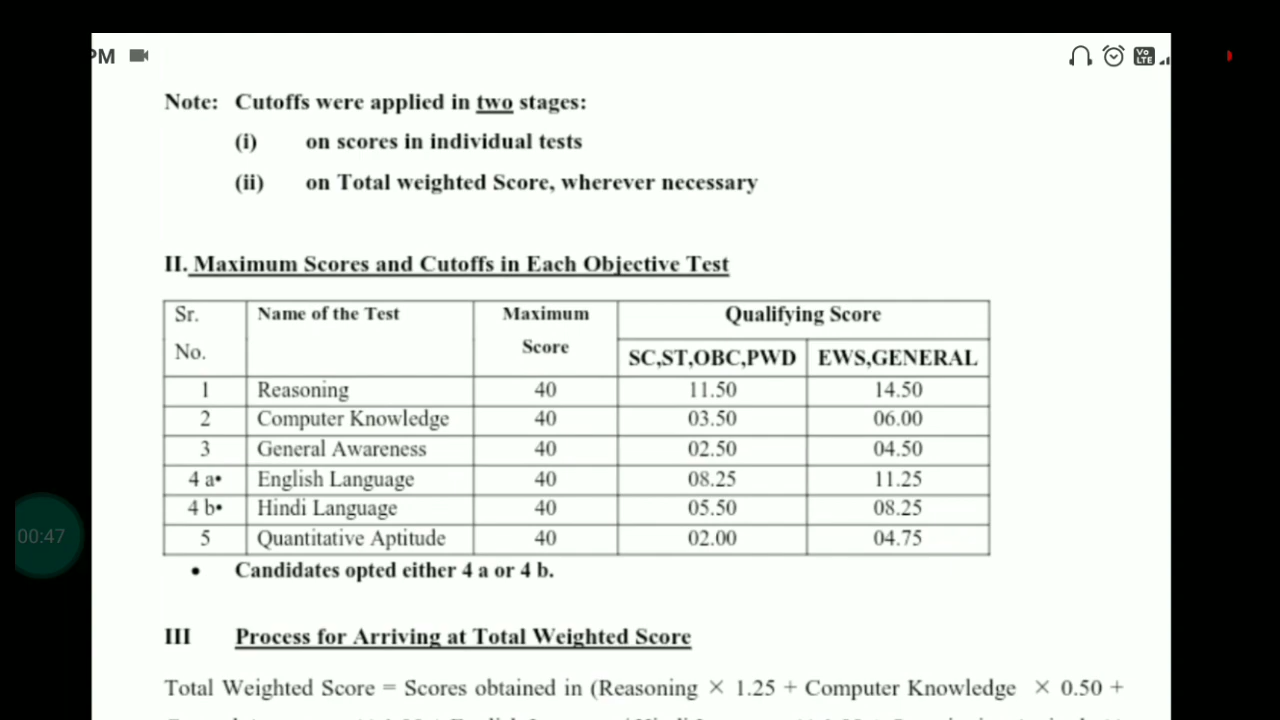 PM
Note: Cutoffs were applied in two stages:
(i) on scores in individual tests
(ii) on Total weighted Score, wherever necessary
II. Maximum Scores and Cutoffs in Each Objective Test
Sr. No. Name of the Test Maximum Score Qualifying Score
SC,ST,OBC,PWD EWS,GENERAL
1 Reasoning 40 11.50 14.50
2 Computer Knowledge 40 03.50 06.00
3 General Awareness 40 02.50 04.50
4 a• English Language 40 08.25 11.25
4 b• Hindi Language 40 05.50 08.25
5 Quantitative Aptitude 40 02.00 04.75
• Candidates opted either 4 a or 4 b.
00:47
III Process for Arriving at Total Weighted Score
Total Weighted Score = Scores obtained in (Reasoning × 1.25 + Computer Knowledge × 0.50 +